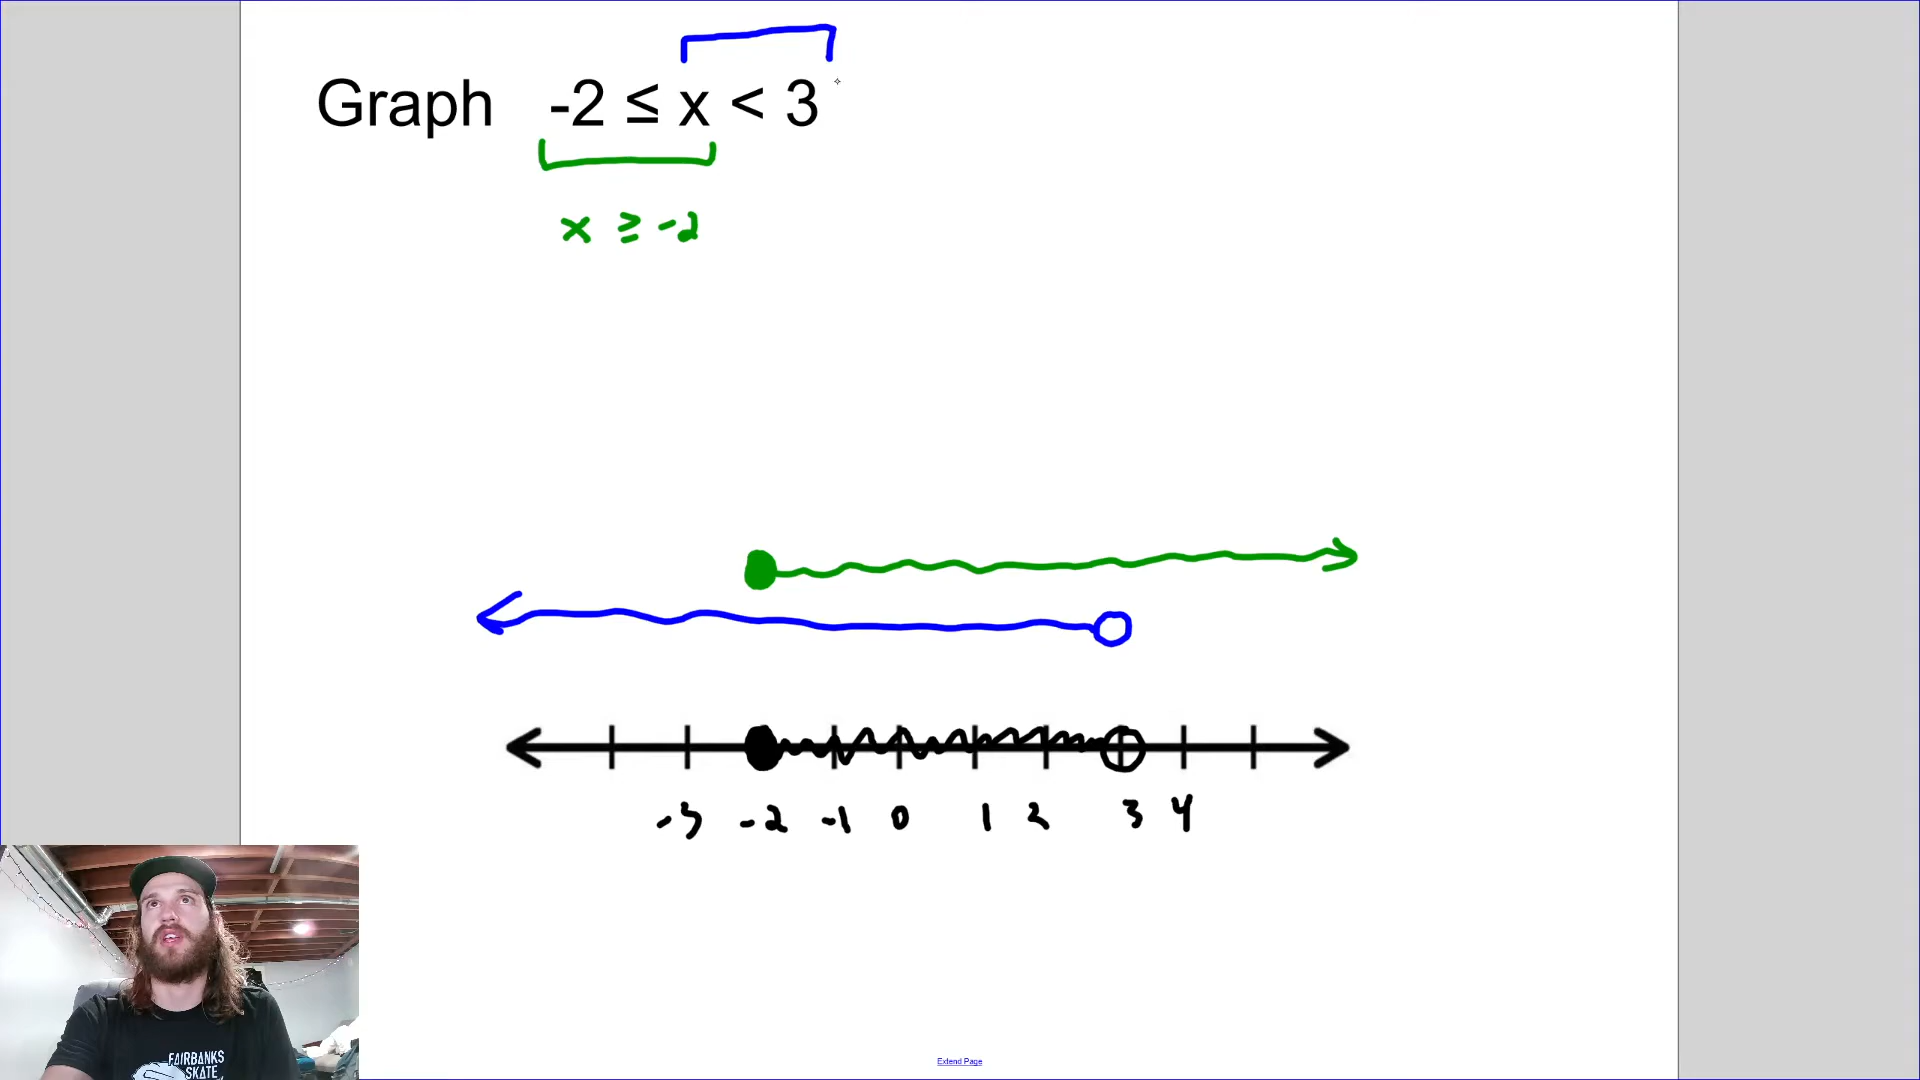 Graph -2 ≤ x < 3
x ≥ -2
-3 -2 -1 0 1 2 3 4
FAIRBANKS
SKATE
Extend Page